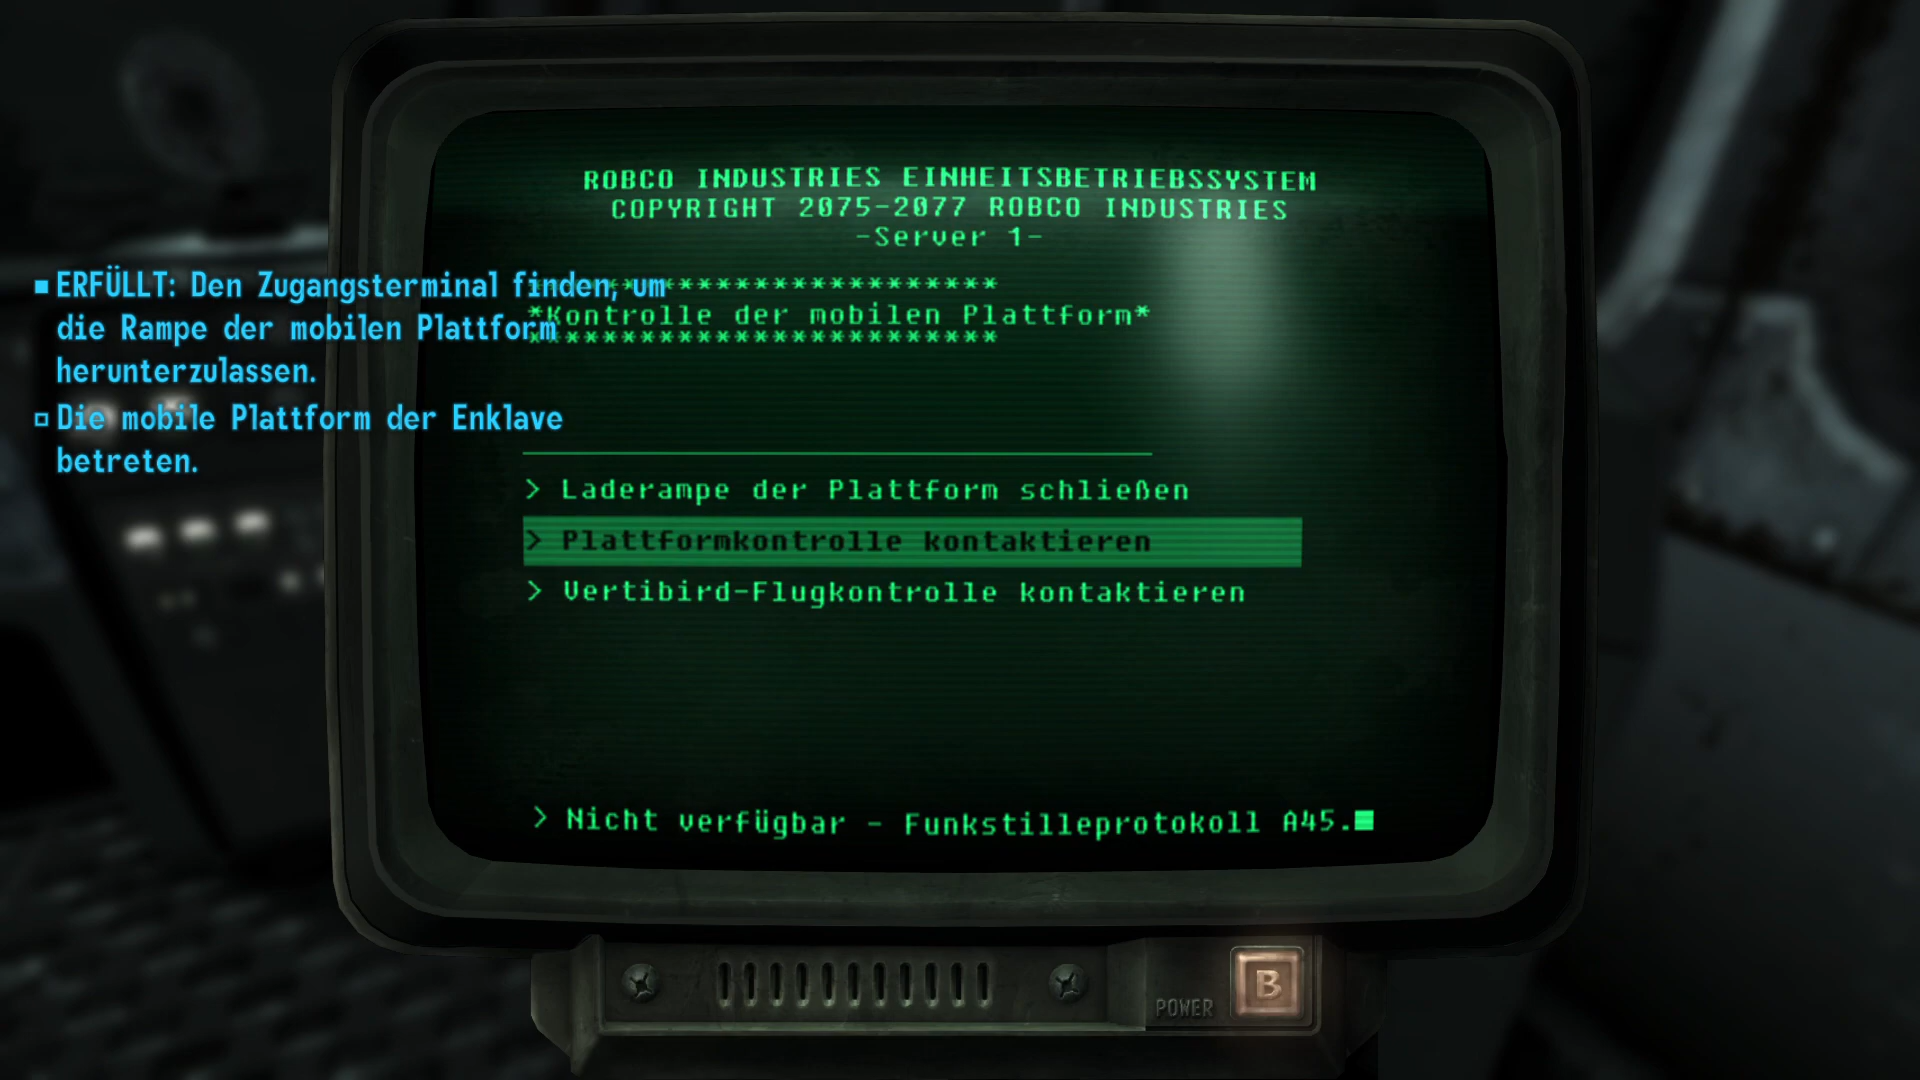 ROBCO INDUSTRIES EINHEITSBETRIEBSSYSTEM
COPYRIGHT 2075-2077 ROBCO INDUSTRIES
-Server 1-
*Kontrolle der mobilen Plattform*
ERFÜLLT: Den Zugangsterminal finden, um
die Rampe der mobilen Plattform
herunterzulassen.
Die mobile Plattform der Enklave
betreten.
> Laderampe der Plattform schließen
> Plattformkontrolle kontaktieren
> Vertibird-Flugkontrolle kontaktieren
> Nicht verfügbar - Funkstilleprotokoll A45.
POWER
B